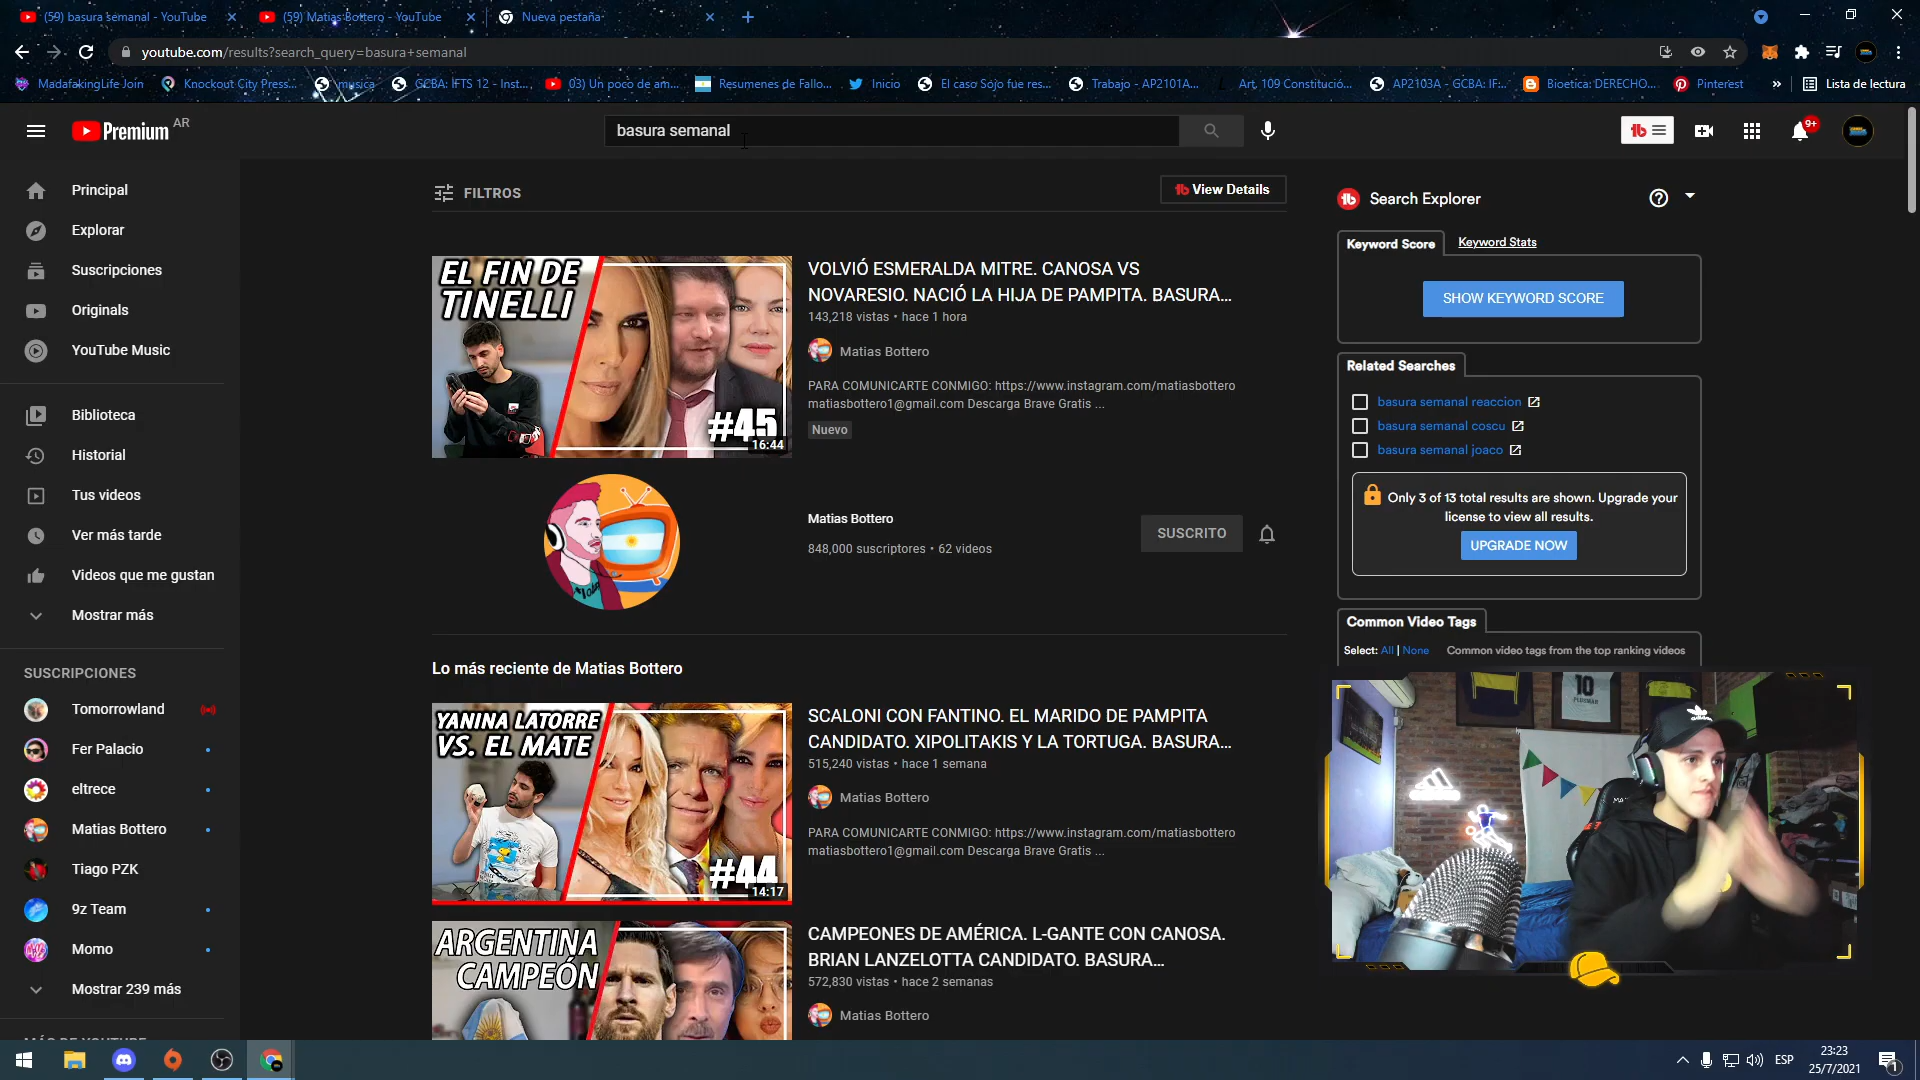 (59) basura semanal - YouTube
(59) Matias Bottero - YouTube
Nueva pestaña
youtube.com/results?search_query=basura+semanal
MadafakingLife Join
Knockout City Press...
musica
GCBA: IFTS 12 - Inst...
03) Un poco de am...
Resumenes de Fallo...
Inicio
El caso Sojo fue res...
Trabajo - AP2101A...
Art. 109 Constitució...
AP2103A - GCBA: IF:...
Bioetica: DERECHO...
Pinterest
»
Lista de lectura
Premium AR
basura semanal
9+
Principal
Explorar
Suscripciones
Originals
YouTube Music
Biblioteca
Historial
Tus videos
Ver más tarde
Videos que me gustan
Mostrar más
SUSCRIPCIONES
Tomorrowland
Fer Palacio
eltrece
Matias Bottero
Tiago PZK
9z Team
Momo
Mostrar 239 más
MÁS DE YOUTUBE
FILTROS
View Details
EL FIN DE
TINELLI
#45
16:44
VOLVIÓ ESMERALDA MITRE. CANOSA VS
NOVARESIO. NACIÓ LA HIJA DE PAMPITA. BASURA...
143,218 vistas • hace 1 hora
Matias Bottero
PARA COMUNICARTE CONMIGO: https://www.instagram.com/matiasbottero
matiasbottero1@gmail.com Descarga Brave Gratis ...
Nuevo
Matias Bottero
848,000 suscriptores • 62 videos
SUSCRITO
Lo más reciente de Matias Bottero
YANINA LATORRE
VS. EL MATE
#44
14:17
SCALONI CON FANTINO. EL MARIDO DE PAMPITA
CANDIDATO. XIPOLITAKIS Y LA TORTUGA. BASURA...
515,240 vistas • hace 1 semana
Matias Bottero
PARA COMUNICARTE CONMIGO: https://www.instagram.com/matiasbottero
matiasbottero1@gmail.com Descarga Brave Gratis ...
ARGENTINA
CAMPEÓN
CAMPEONES DE AMÉRICA. L-GANTE CON CANOSA.
BRIAN LANZELOTTA CANDIDATO. BASURA...
572,830 vistas • hace 2 semanas
Matias Bottero
Search Explorer
Keyword Score
Keyword Stats
SHOW KEYWORD SCORE
Related Searches
basura semanal reaccion
basura semanal coscu
basura semanal joaco
Only 3 of 13 total results are shown. Upgrade your
license to view all results.
UPGRADE NOW
Common Video Tags
Select: All | None
Common video tags from the top ranking videos
10
ESP
23:23
25/7/2021
1